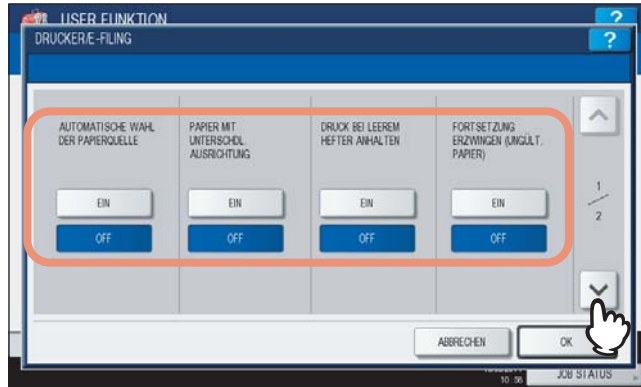 USER FUNKTION
?
DRUCKER/E-FILING
?
AUTOMATISCHE WAHL
DER PAPIERQUELLE
PAPIER MIT
UNTERSCHDL.
AUSRICHTUNG
DRUCK BEI LEEREM
HEFTER ANHALTEN
FORTSETZUNG
ERZWINGEN (UNGÜLT.
PAPIER)
EIN
EIN
EIN
EIN
OFF
OFF
OFF
OFF
1
2
ABBRECHEN
OK
JOB STATUS